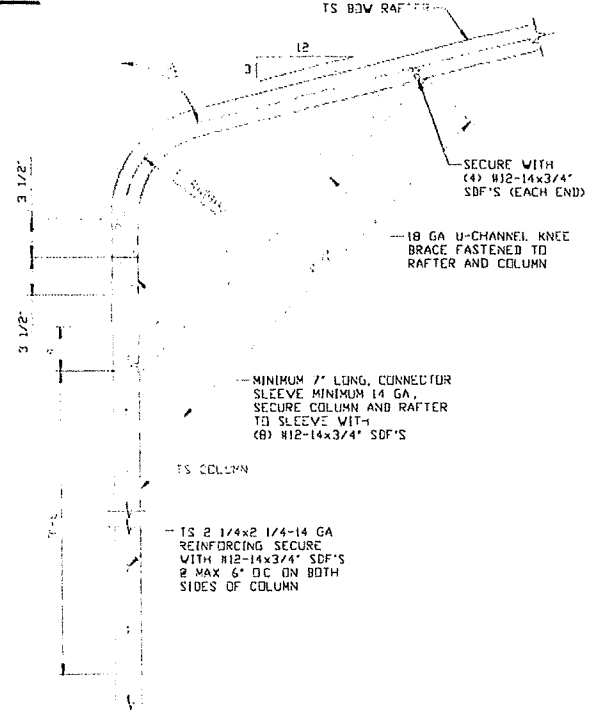 TS BOW RAFTER
12
3
3 1/2"
3 1/2"
SECURE WITH
(4) #12-14x3/4"
SDF'S (EACH END)
18 GA U-CHANNEL KNEE
BRACE FASTENED TO
RAFTER AND COLUMN
MINIMUM 7" LONG, CONNECTOR
SLEEVE MINIMUM 14 GA,
SECURE COLUMN AND RAFTER
TO SLEEVE WITH
(8) #12-14x3/4" SDF'S
TS COLUMN
TS 2 1/4x2 1/4-14 GA
REINFORCING SECURE
WITH #12-14x3/4" SDF'S
@ MAX 6" OC ON BOTH
SIDES OF COLUMN